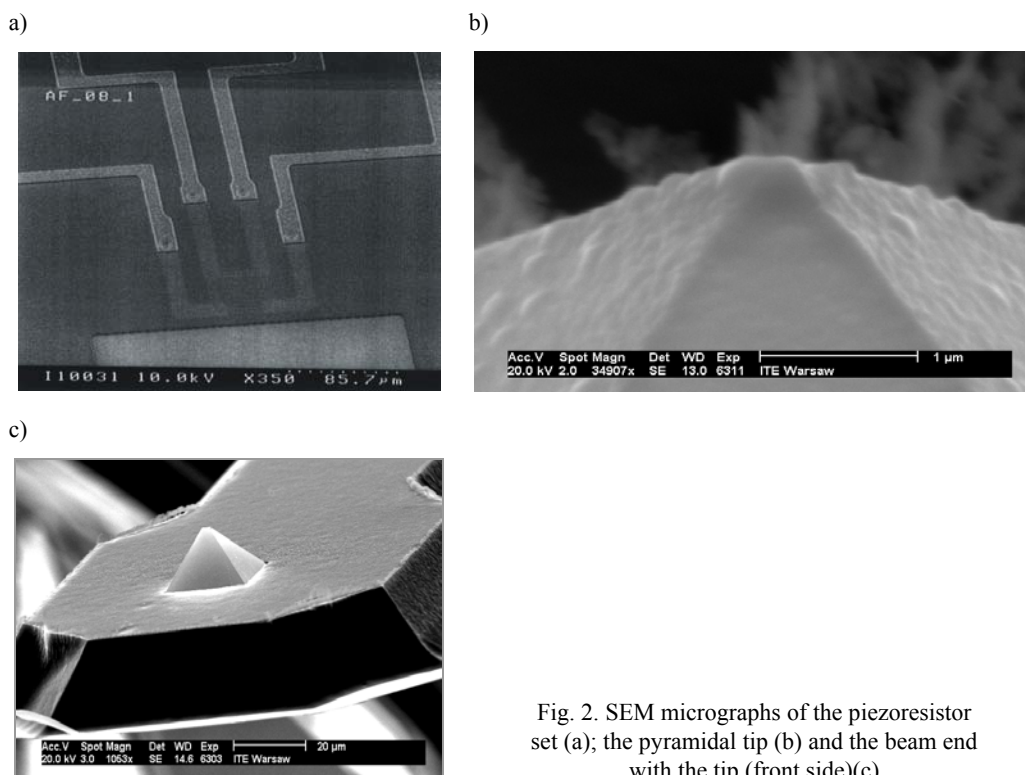 a)
b)
AF_08_1
I10031 10.0kV X350 85.7µm
Acc.V Spot Magn Det WD Exp 1 µm
20.0 kV 2.0 34907x SE 13.0 6311 ITE Warsaw
c)
Acc.V Spot Magn Det WD Exp 20 µm
20.0 kV 3.0 1053x SE 14.6 6303 ITE Warsaw
Fig. 2. SEM micrographs of the piezoresistor
set (a); the pyramidal tip (b) and the beam end
with the tip (front side)(c)